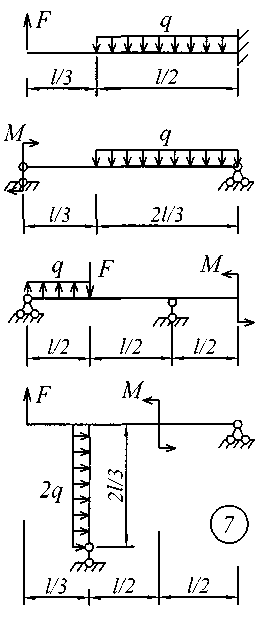 F q
l/3 l/2
M q
l/3 2l/3
q F M
l/2 l/2 l/2
F M
2q 2l/3
7
l/3 l/2 l/2